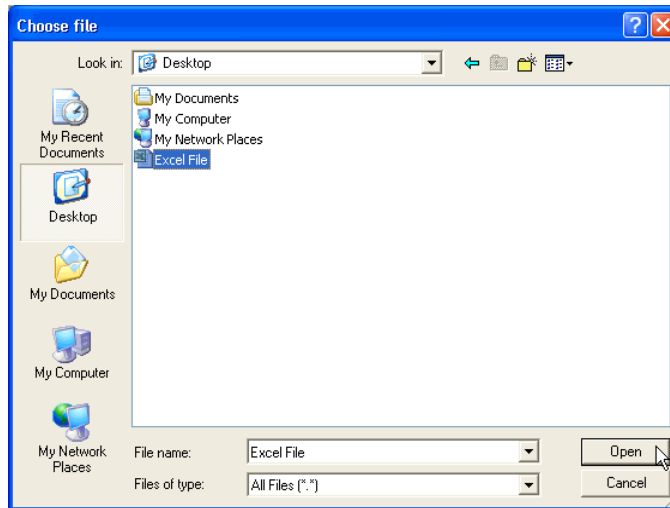 Choose file
Look in: Desktop
My Recent
Documents
Desktop
My Documents
My Computer
My Network
Places
My Documents
My Computer
My Network Places
Excel File
File name: Excel File Open
Files of type: All Files (*.*) Cancel